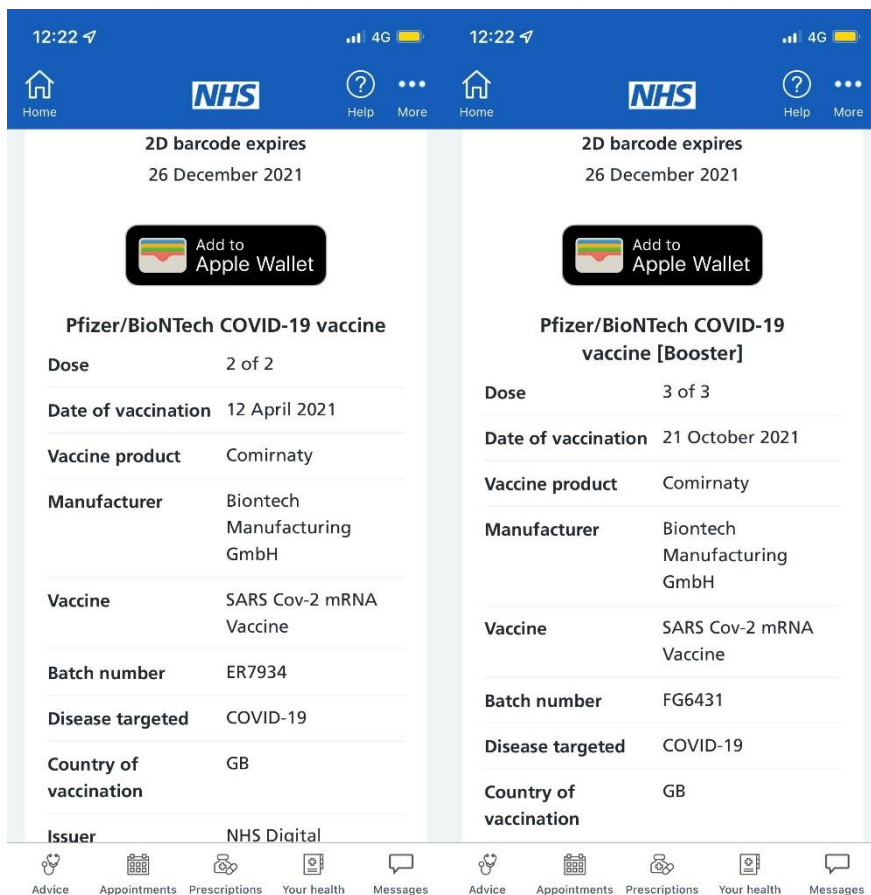 12:22
4G
Home
NHS
Help
More
2D barcode expires
26 December 2021
Add to
Apple Wallet
Pfizer/BioNTech COVID-19 vaccine
Dose 2 of 2
Date of vaccination 12 April 2021
Vaccine product Comirnaty
Manufacturer Biontech
Manufacturing
GmbH
Vaccine SARS Cov-2 mRNA
Vaccine
Batch number ER7934
Disease targeted COVID-19
Country of GB
vaccination
Issuer NHS Digital
Advice Appointments Prescriptions Your health Messages
12:22
4G
Home
NHS
Help
More
2D barcode expires
26 December 2021
Add to
Apple Wallet
Pfizer/BioNTech COVID-19
vaccine [Booster]
Dose 3 of 3
Date of vaccination 21 October 2021
Vaccine product Comirnaty
Manufacturer Biontech
Manufacturing
GmbH
Vaccine SARS Cov-2 mRNA
Vaccine
Batch number FG6431
Disease targeted COVID-19
Country of GB
vaccination
Advice Appointments Prescriptions Your health Messages